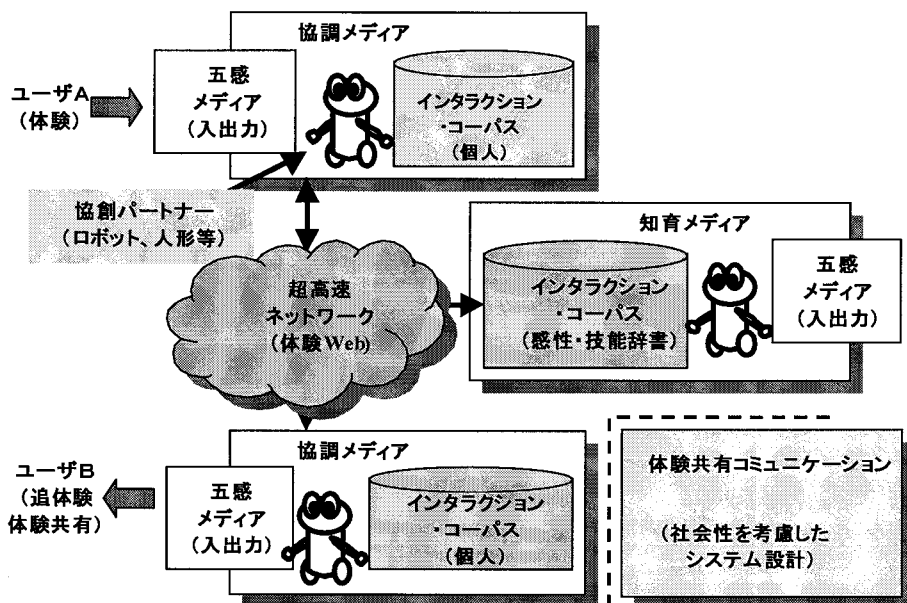 協調メディア
五感
メディア
(入出力)
インタラクション
・コーパス
(個人)
ユーザA
(体験)
協創パートナー
(ロボット、人形等)
超高速
ネットワーク
(体験Web)
知育メディア
インタラクション
・コーパス
(感性・技能辞書)
五感
メディア
(入出力)
協調メディア
五感
メディア
(入出力)
インタラクション
・コーパス
(個人)
ユーザB
(追体験
体験共有)
体験共有コミュニケーション
(社会性を考慮した
システム設計)